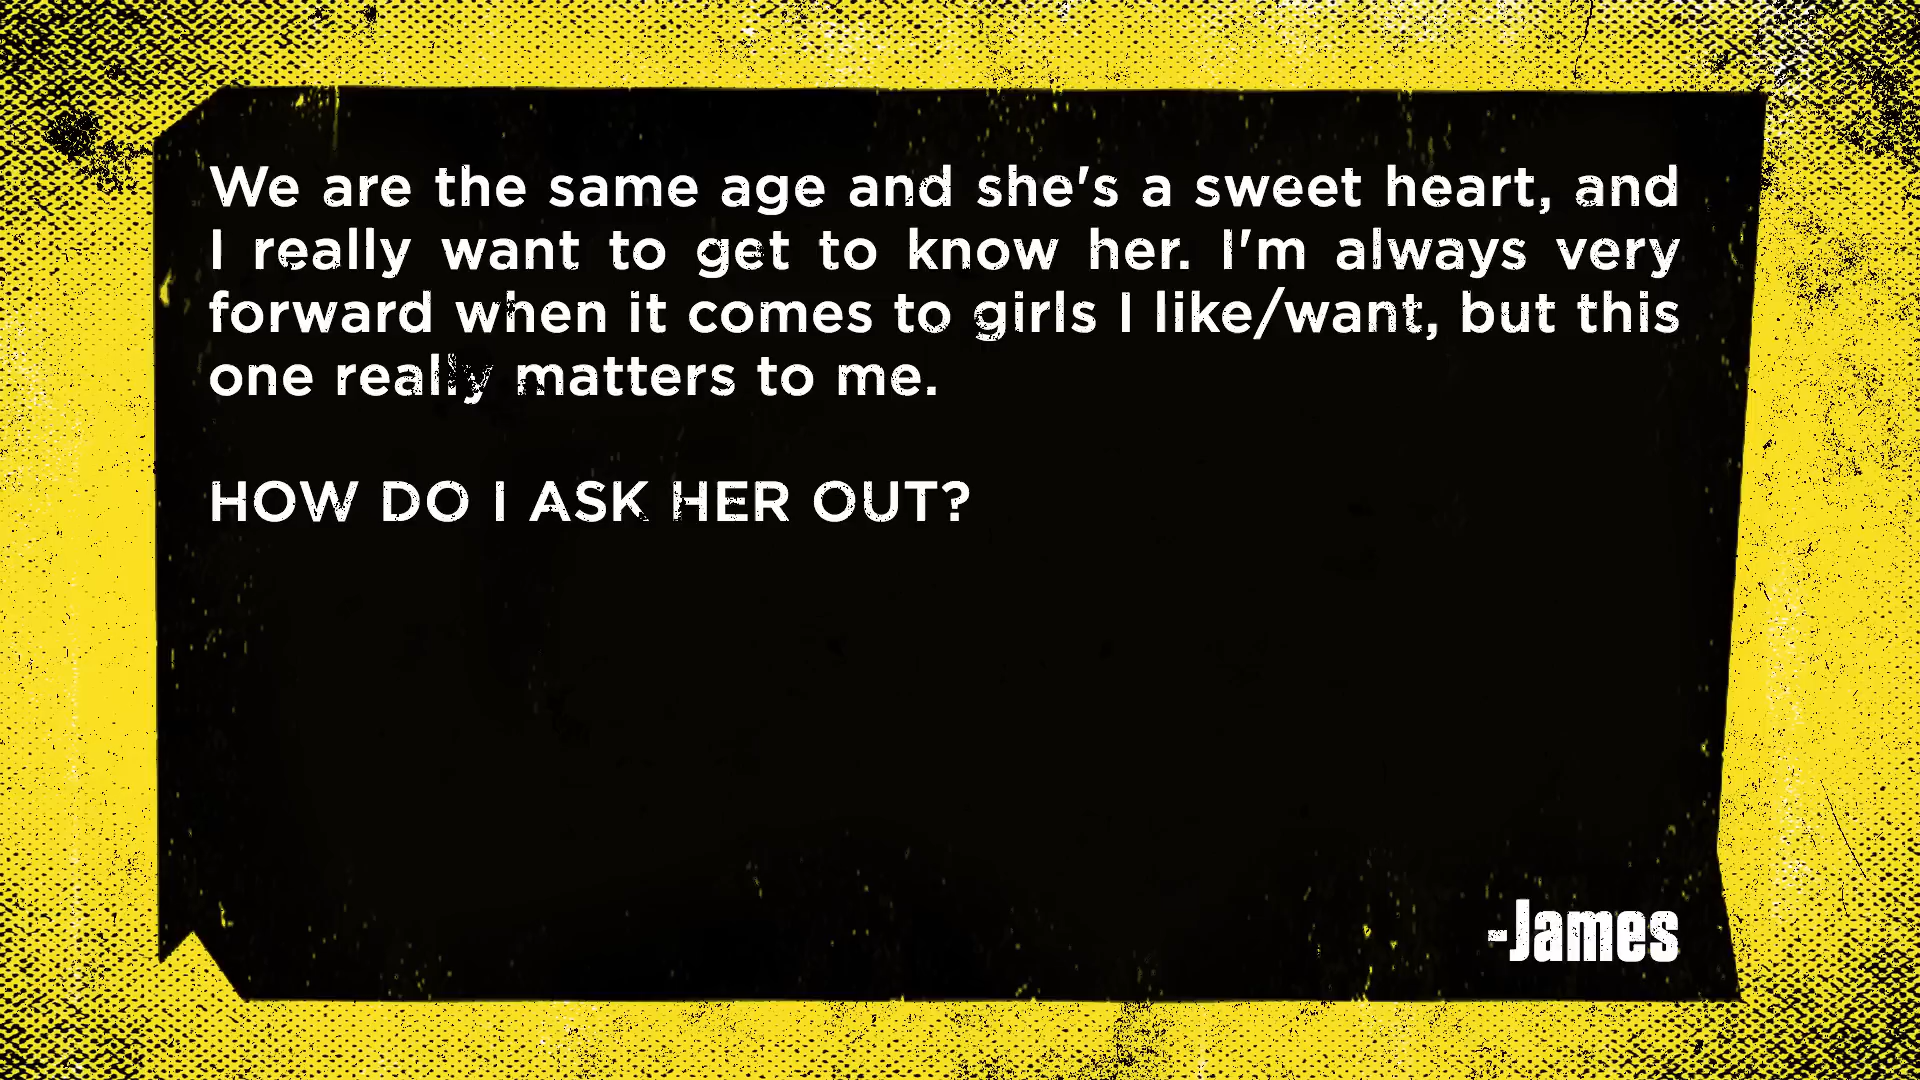 We are the same age and she's a sweet heart, and
I really want to get to know her. I'm always very
forward when it comes to girls I like/want, but this
one really matters to me.
HOW DO I ASK HER OUT?
-James